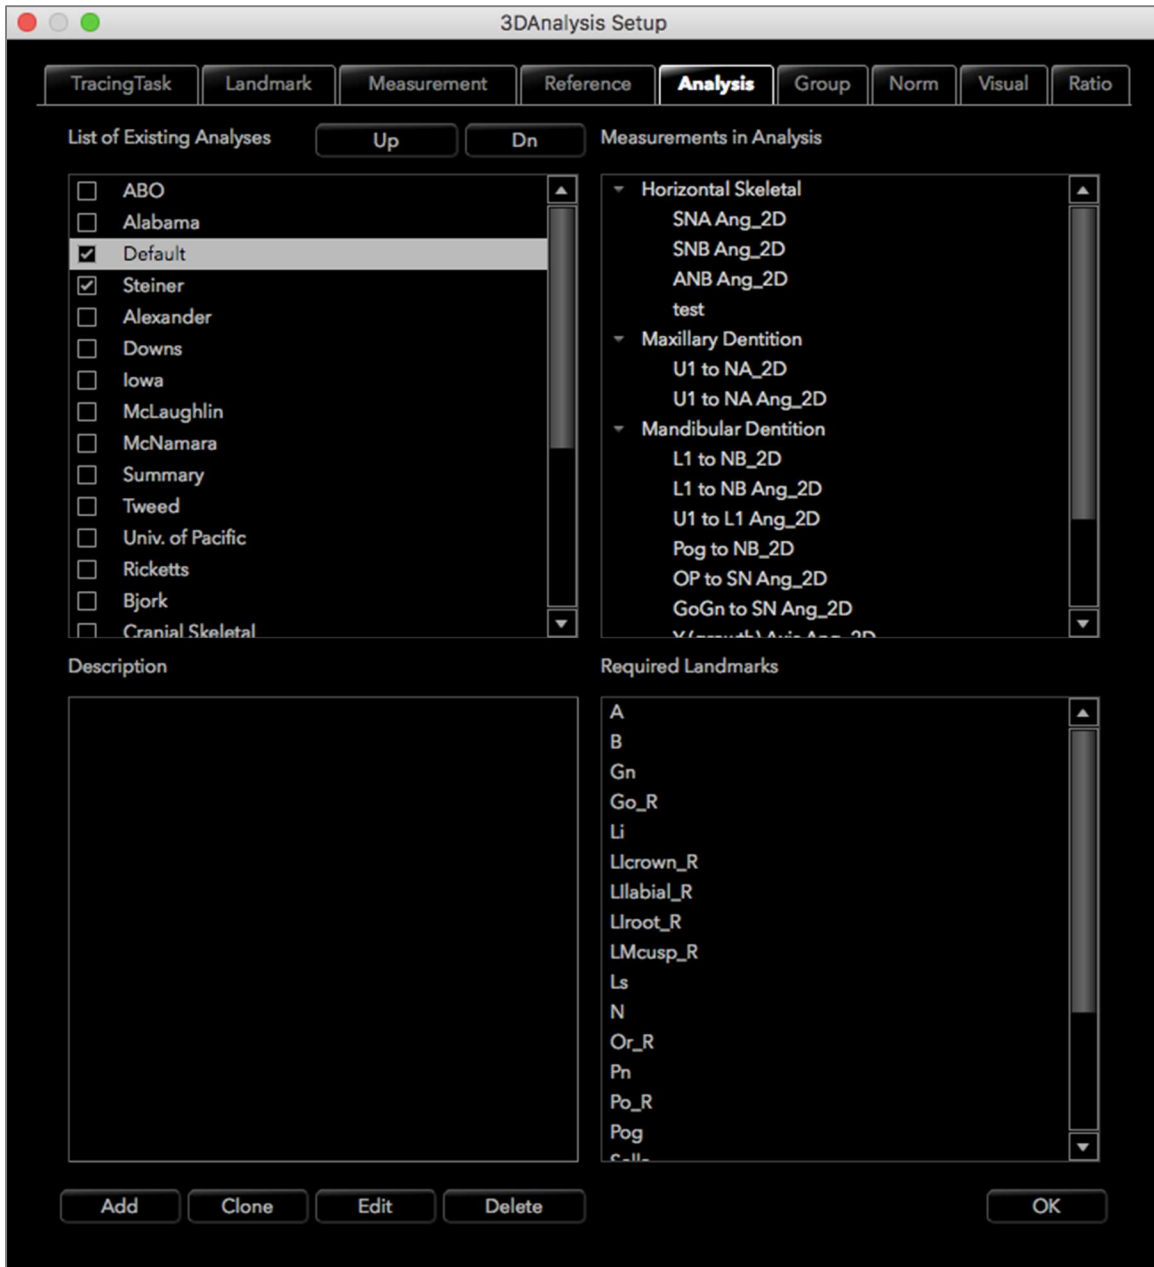 3DAnalysis Setup
TracingTask Landmark Measurement Reference Analysis Group Norm Visual Ratio
List of Existing Analyses Up Dn
ABO
Alabama
Default
Steiner
Alexander
Downs
Iowa
McLaughlin
McNamara
Summary
Tweed
Univ. of Pacific
Ricketts
Bjork
Cranial Skeletal
Measurements in Analysis
Horizontal Skeletal
SNA Ang_2D
SNB Ang_2D
ANB Ang_2D
test
Maxillary Dentition
U1 to NA_2D
U1 to NA Ang_2D
Mandibular Dentition
L1 to NB_2D
L1 to NB Ang_2D
U1 to L1 Ang_2D
Pog to NB_2D
OP to SN Ang_2D
GoGn to SN Ang_2D
Y (growth) Axis Ang_2D
Description
Required Landmarks
A
B
Gn
Go_R
Li
LIcrown_R
LIlabial_R
LIroot_R
LMcusp_R
Ls
N
Or_R
Pn
Po_R
Pog
Add Clone Edit Delete OK